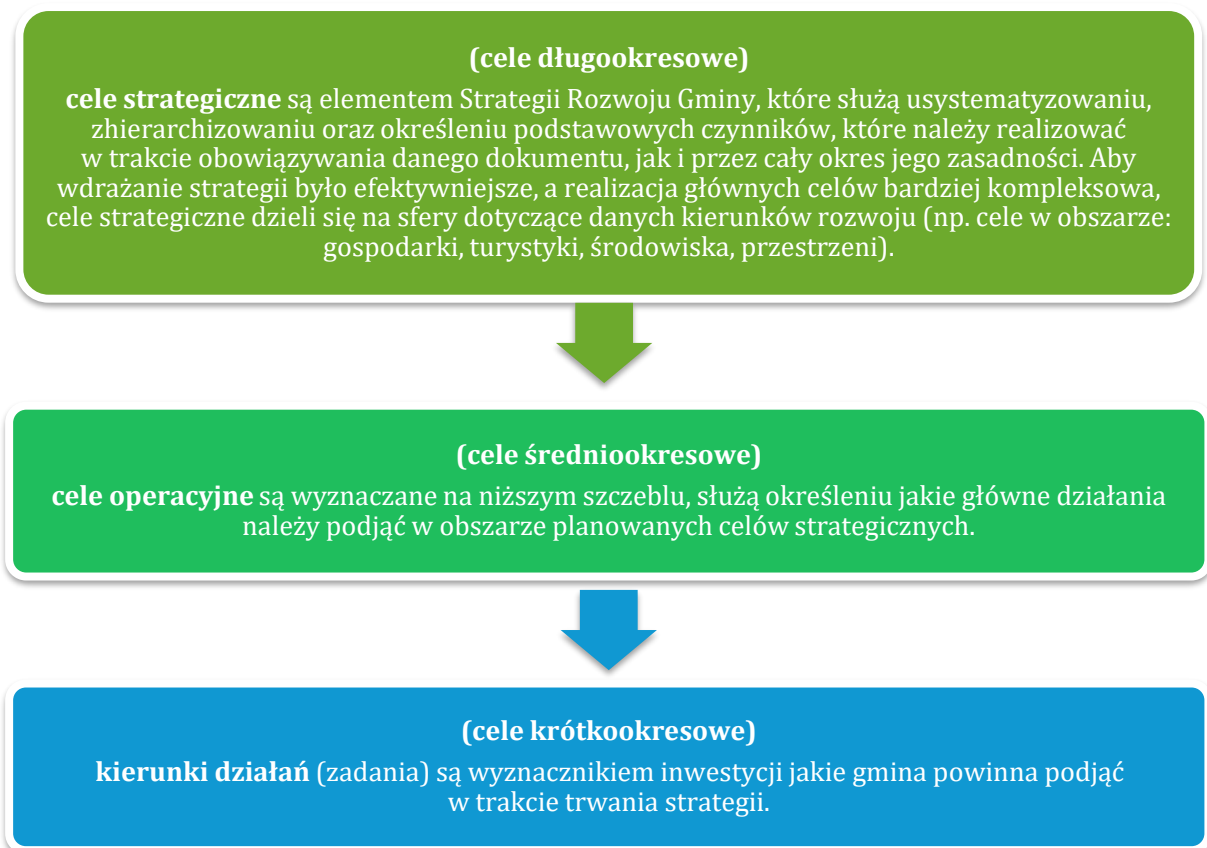 (cele długookresowe)
cele strategiczne są elementem Strategii Rozwoju Gminy, które służą usystematyzowaniu,
zhierarchizowaniu oraz określeniu podstawowych czynników, które należy realizować
w trakcie obowiązywania danego dokumentu, jak i przez cały okres jego zasadności. Aby
wdrażanie strategii było efektywniejsze, a realizacja głównych celów bardziej kompleksowa,
cele strategiczne dzieli się na sfery dotyczące danych kierunków rozwoju (np. cele w obszarze:
gospodarki, turystyki, środowiska, przestrzeni).
(cele średniookresowe)
cele operacyjne są wyznaczane na niższym szczeblu, służą określeniu jakie główne działania
należy podjąć w obszarze planowanych celów strategicznych.
(cele krótkookresowe)
kierunki działań (zadania) są wyznacznikiem inwestycji jakie gmina powinna podjąć
w trakcie trwania strategii.